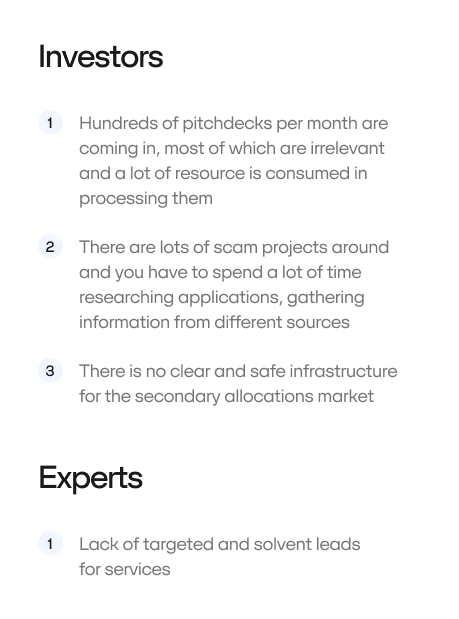 Investors
1 Hundreds of pitchdecks per month are
coming in, most of which are irrelevant
and a lot of resource is consumed in
processing them
2 There are lots of scam projects around
and you have to spend a lot of time
researching applications, gathering
information from different sources
3 There is no clear and safe infrastructure
for the secondary allocations market
Experts
1 Lack of targeted and solvent leads
for services